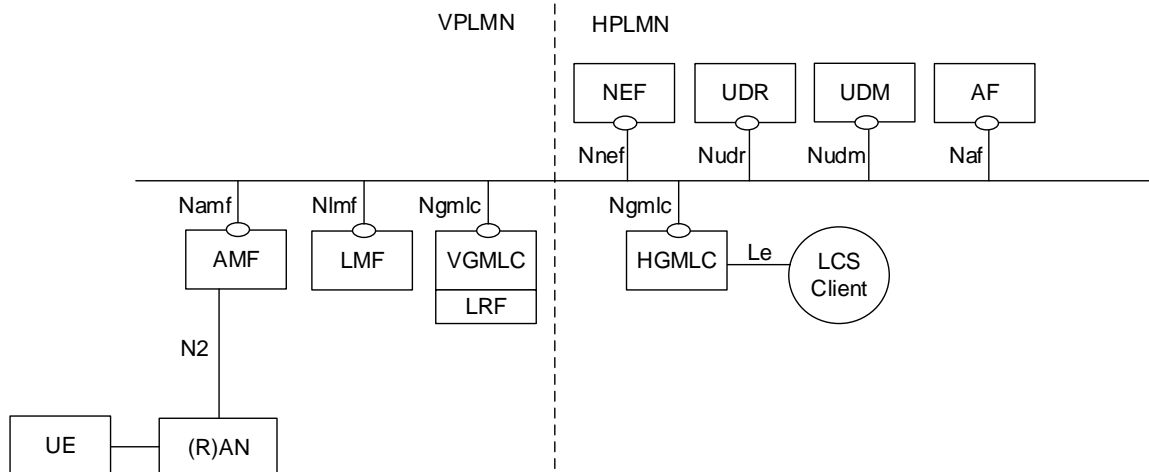 VPLMN
HPLMN
NEF
UDR
UDM
AF
Nnef
Nudr
Nudm
Naf
Namf
Nlmf
Ngmlc
Ngmlc
AMF
LMF
VGMLC
HGMLC
Le
LCS
Client
LRF
N2
UE
(R)AN